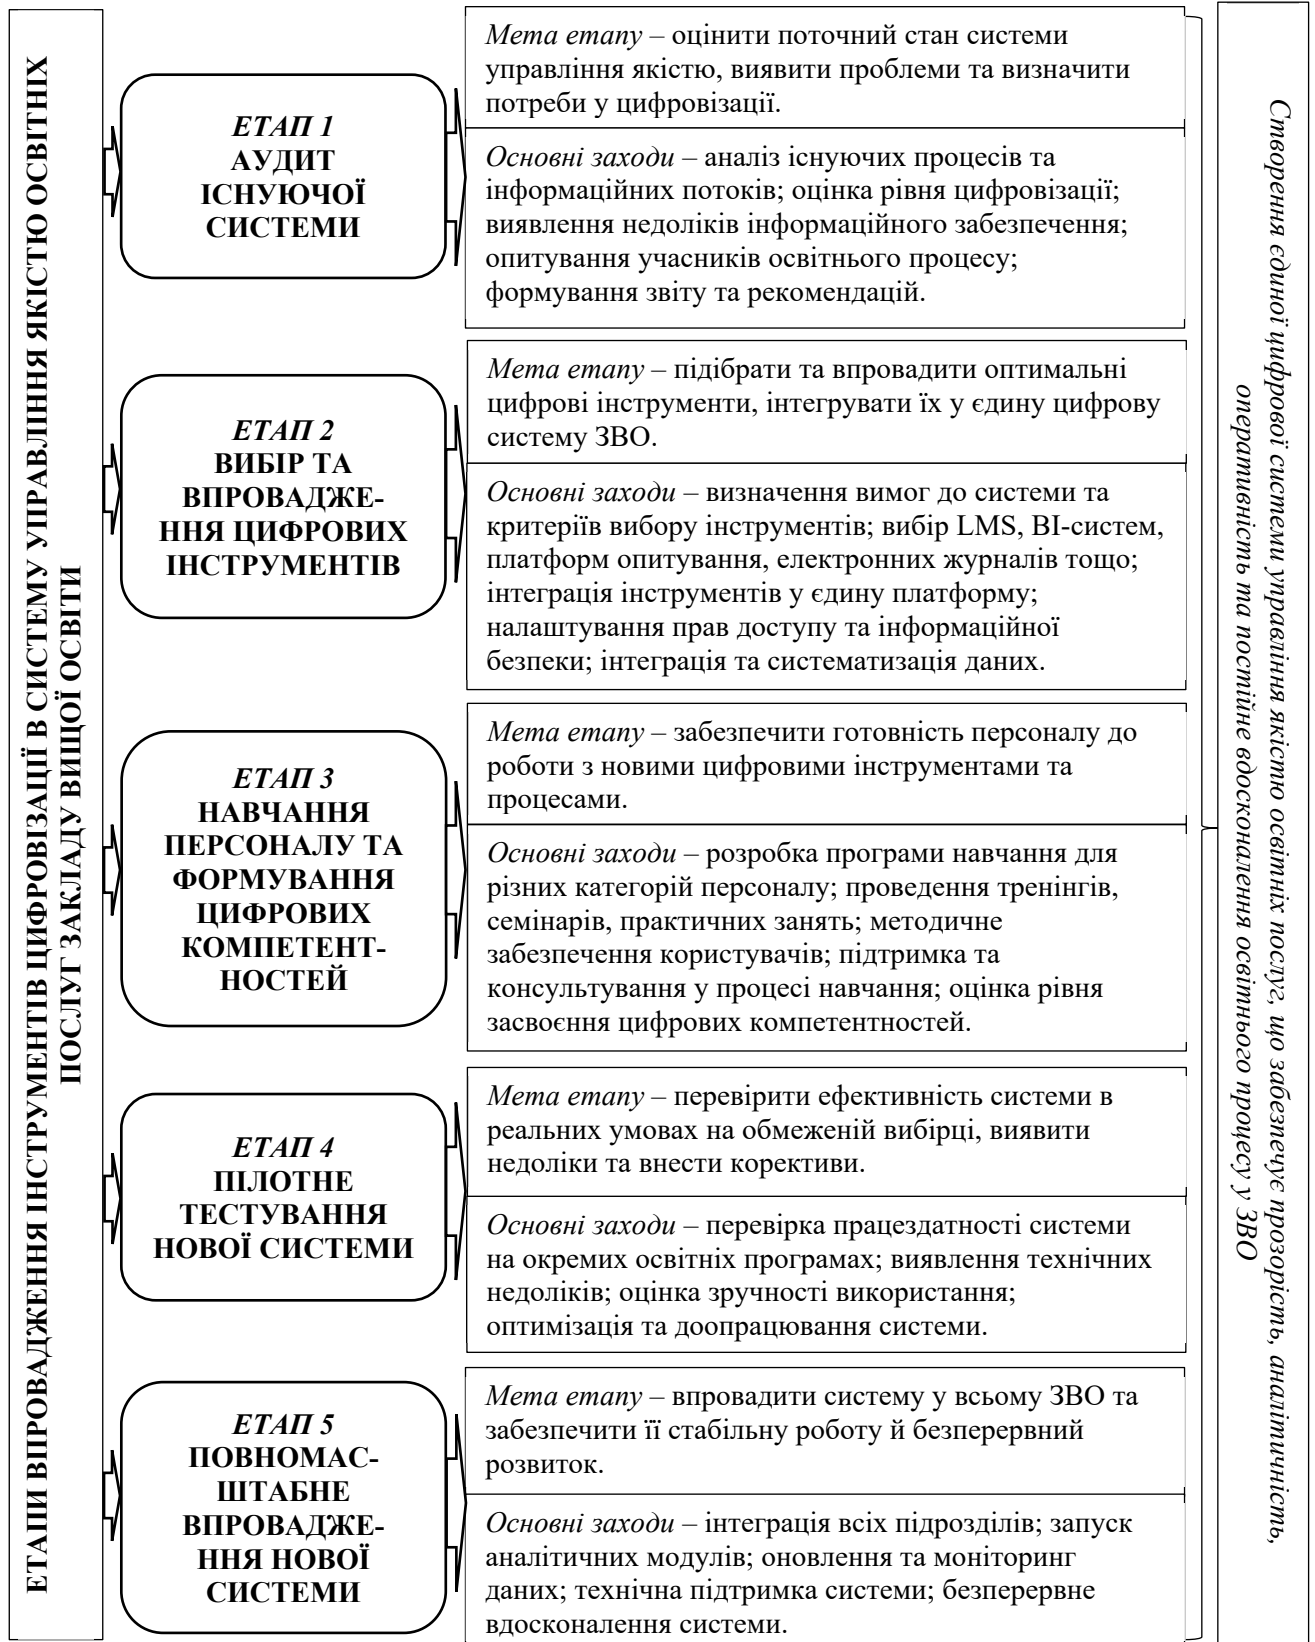 ЕТАПИ ВПРОВАДЖЕННЯ ІНСТРУМЕНТІВ ЦИФРОВІЗАЦІЇ В СИСТЕМУ УПРАВЛІННЯ ЯКІСТЮ ОСВІТНІХ
ПОСЛУГ ЗАКЛАДУ ВИЩОЇ ОСВІТИ
ЕТАП 1
АУДИТ
ІСНУЮЧОЇ
СИСТЕМИ
Мета етапу – оцінити поточний стан системи
управління якістю, виявити проблеми та визначити
потреби у цифровізації.
Основні заходи – аналіз існуючих процесів та
інформаційних потоків; оцінка рівня цифровізації;
виявлення недоліків інформаційного забезпечення;
опитування учасників освітнього процесу;
формування звіту та рекомендацій.
ЕТАП 2
ВИБІР ТА
ВПРОВАДЖЕ-
ННЯ ЦИФРОВИХ
ІНСТРУМЕНТІВ
Мета етапу – підібрати та впровадити оптимальні
цифрові інструменти, інтегрувати їх у єдину цифрову
систему ЗВО.
Основні заходи – визначення вимог до системи та
критеріїв вибору інструментів; вибір LMS, BI-систем,
платформ опитування, електронних журналів тощо;
інтеграція інструментів у єдину платформу;
налаштування прав доступу та інформаційної
безпеки; інтеграція та систематизація даних.
ЕТАП 3
НАВЧАННЯ
ПЕРСОНАЛУ ТА
ФОРМУВАННЯ
ЦИФРОВИХ
КОМПЕТЕНТ-
НОСТЕЙ
Мета етапу – забезпечити готовність персоналу до
роботи з новими цифровими інструментами та
процесами.
Основні заходи – розробка програми навчання для
різних категорій персоналу; проведення тренінгів,
семінарів, практичних занять; методичне
забезпечення користувачів; підтримка та
консультування у процесі навчання; оцінка рівня
засвоєння цифрових компетентностей.
ЕТАП 4
ПІЛОТНЕ
ТЕСТУВАННЯ
НОВОЇ СИСТЕМИ
Мета етапу – перевірити ефективність системи в
реальних умовах на обмеженій вибірці, виявити
недоліки та внести корективи.
Основні заходи – перевірка працездатності системи
на окремих освітніх програмах; виявлення технічних
недоліків; оцінка зручності використання;
оптимізація та доопрацювання системи.
ЕТАП 5
ПОВНОМАС-
ШТАБНЕ
ВПРОВАДЖЕ-
ННЯ НОВОЇ
СИСТЕМИ
Мета етапу – впровадити систему у всьому ЗВО та
забезпечити її стабільну роботу й безперервний
розвиток.
Основні заходи – інтеграція всіх підрозділів; запуск
аналітичних модулів; оновлення та моніторинг
даних; технічна підтримка системи; безперервне
вдосконалення системи.
Створення єдиної цифрової системи управління якістю освітніх послуг, що забезпечує прозорість, аналітичність,
оперативність та постійне вдосконалення освітнього процесу у ЗВО